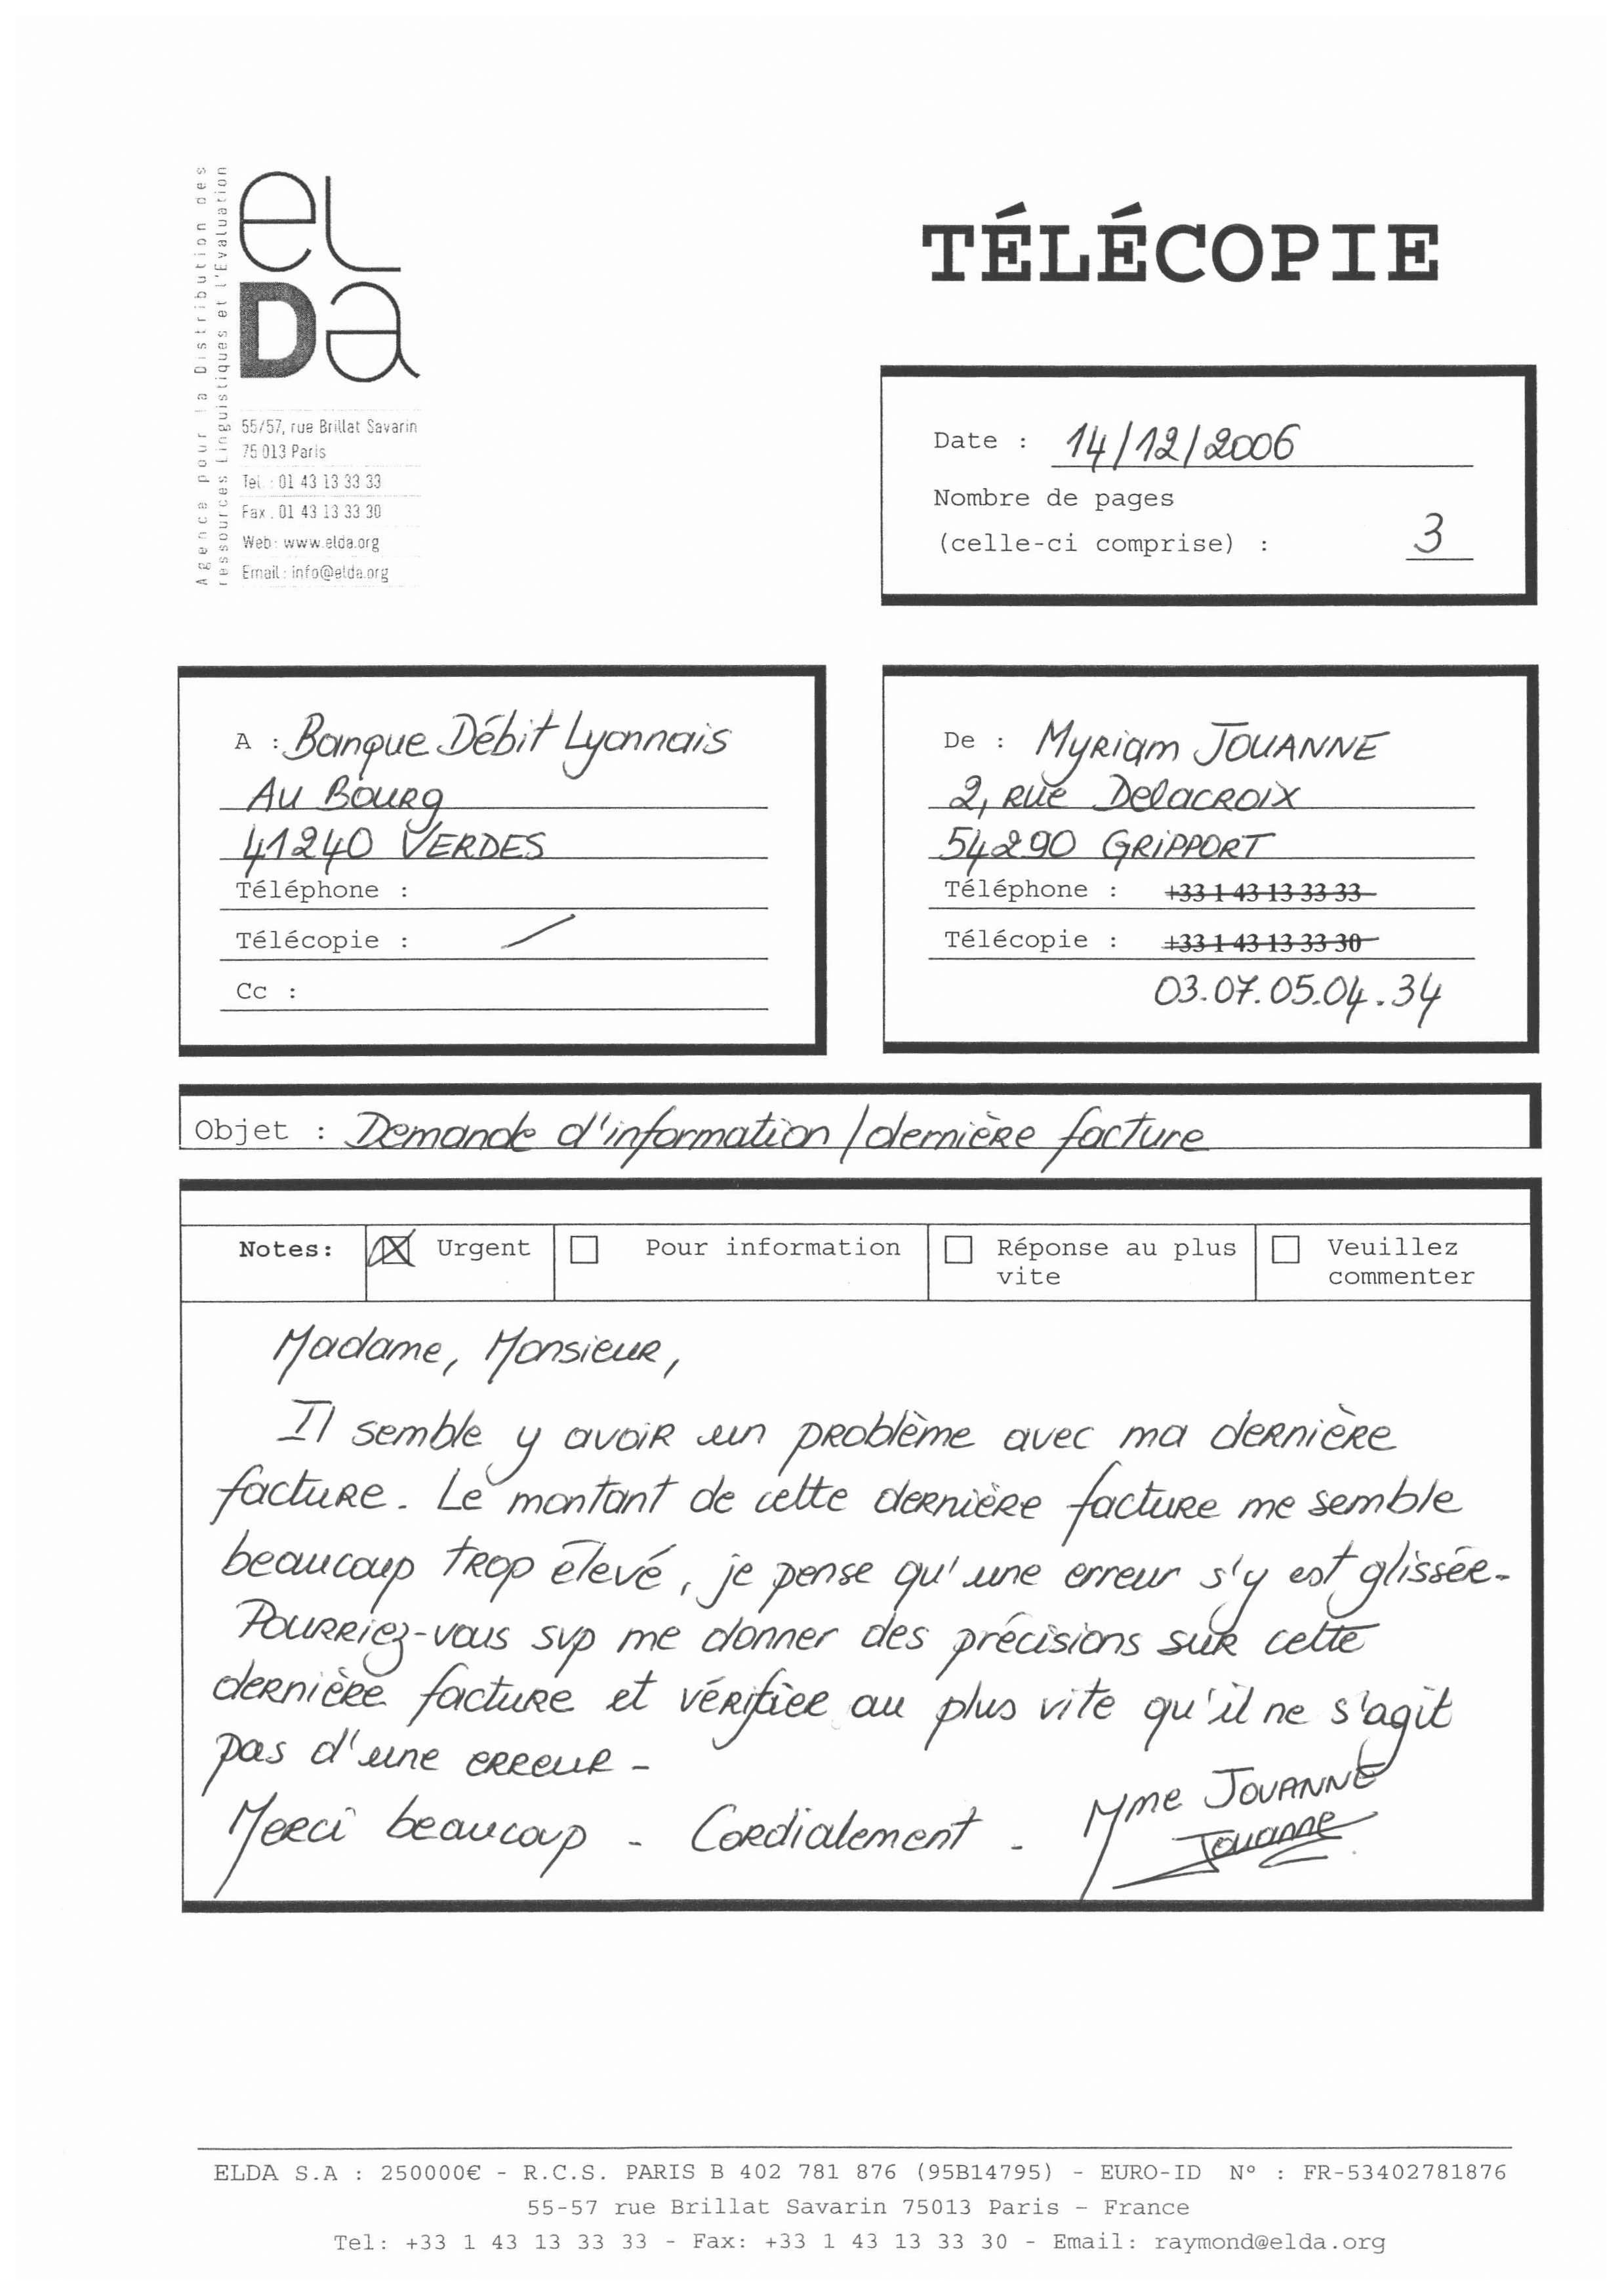 Agence pour la Distribution des
ressources Linguistiques et l'Evaluation
eLDa
55/57, rue Brillat Savarin
75 013 Paris
Tel. : 01 43 13 33 33
Fax . 01 43 13 33 30
Web : www.elda.org
Email : info@elda.org
TÉLÉCOPIE
Date : 14/12/2006
Nombre de pages
(celle-ci comprise) : 3
A : Banque Débit Lyonnais
Au Bourg
41240 VERDES
Téléphone :
Télécopie : /
Cc :
De : Myriam JOUANNE
2, rue Delacroix
54290 GRIPPORT
Téléphone : +33 1 43 13 33 33
Télécopie : +33 1 43 13 33 30
03.07.05.04.34
Objet : Demande d'information / dernière facture
Notes: Urgent Pour information Réponse au plus vite Veuillez commenter
Madame, Monsieur,
Il semble y avoir un problème avec ma dernière
facture. Le montant de cette dernière facture me semble
beaucoup trop élevé, je pense qu'une erreur s'y est glissée.
Pourriez-vous svp me donner des précisions sur cette
dernière facture et vérifier au plus vite qu'il ne s'agit
pas d'une erreur -
Merci beaucoup - Cordialement - Mme JOUANNE
Jouanne
ELDA S.A : 250000€ - R.C.S. PARIS B 402 781 876 (95B14795) - EURO-ID N° : FR-53402781876
55-57 rue Brillat Savarin 75013 Paris – France
Tel: +33 1 43 13 33 33 - Fax: +33 1 43 13 33 30 - Email: raymond@elda.org